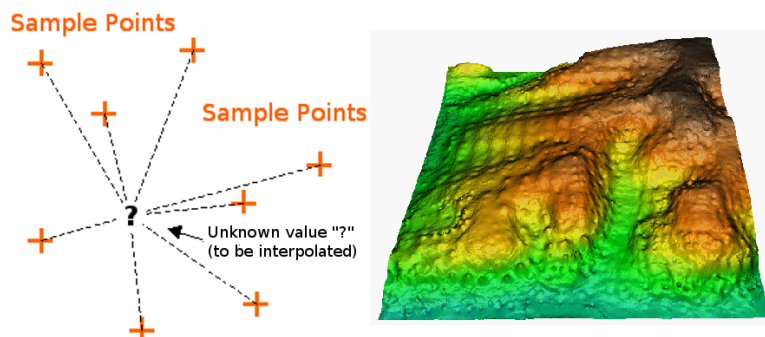 Sample Points
Sample Points
?
Unknown value "?"
(to be interpolated)